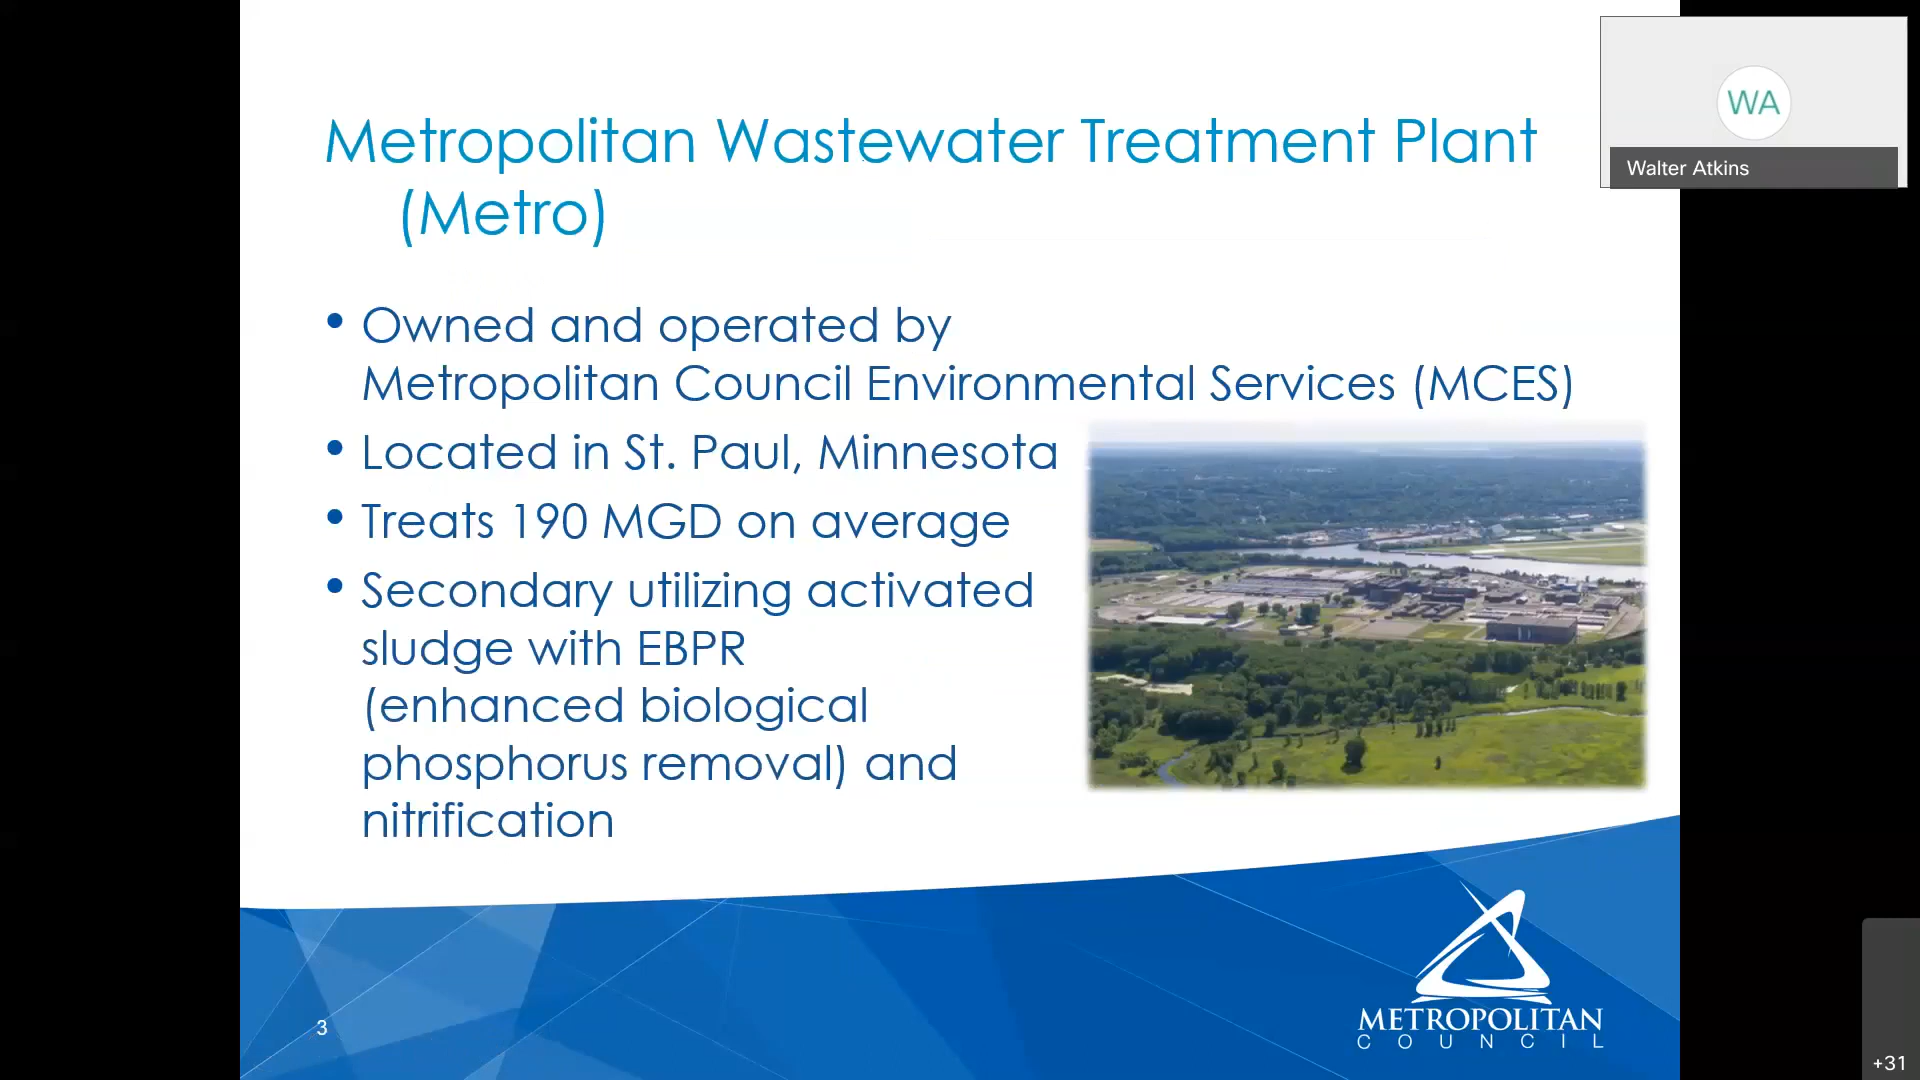 Metropolitan Wastewater Treatment Plant
(Metro)
• Owned and operated by
Metropolitan Council Environmental Services (MCES)
• Located in St. Paul, Minnesota
• Treats 190 MGD on average
• Secondary utilizing activated
sludge with EBPR
(enhanced biological
phosphorus removal) and
nitrification
3
METROPOLITAN
COUNCIL
WA
Walter Atkins
+31